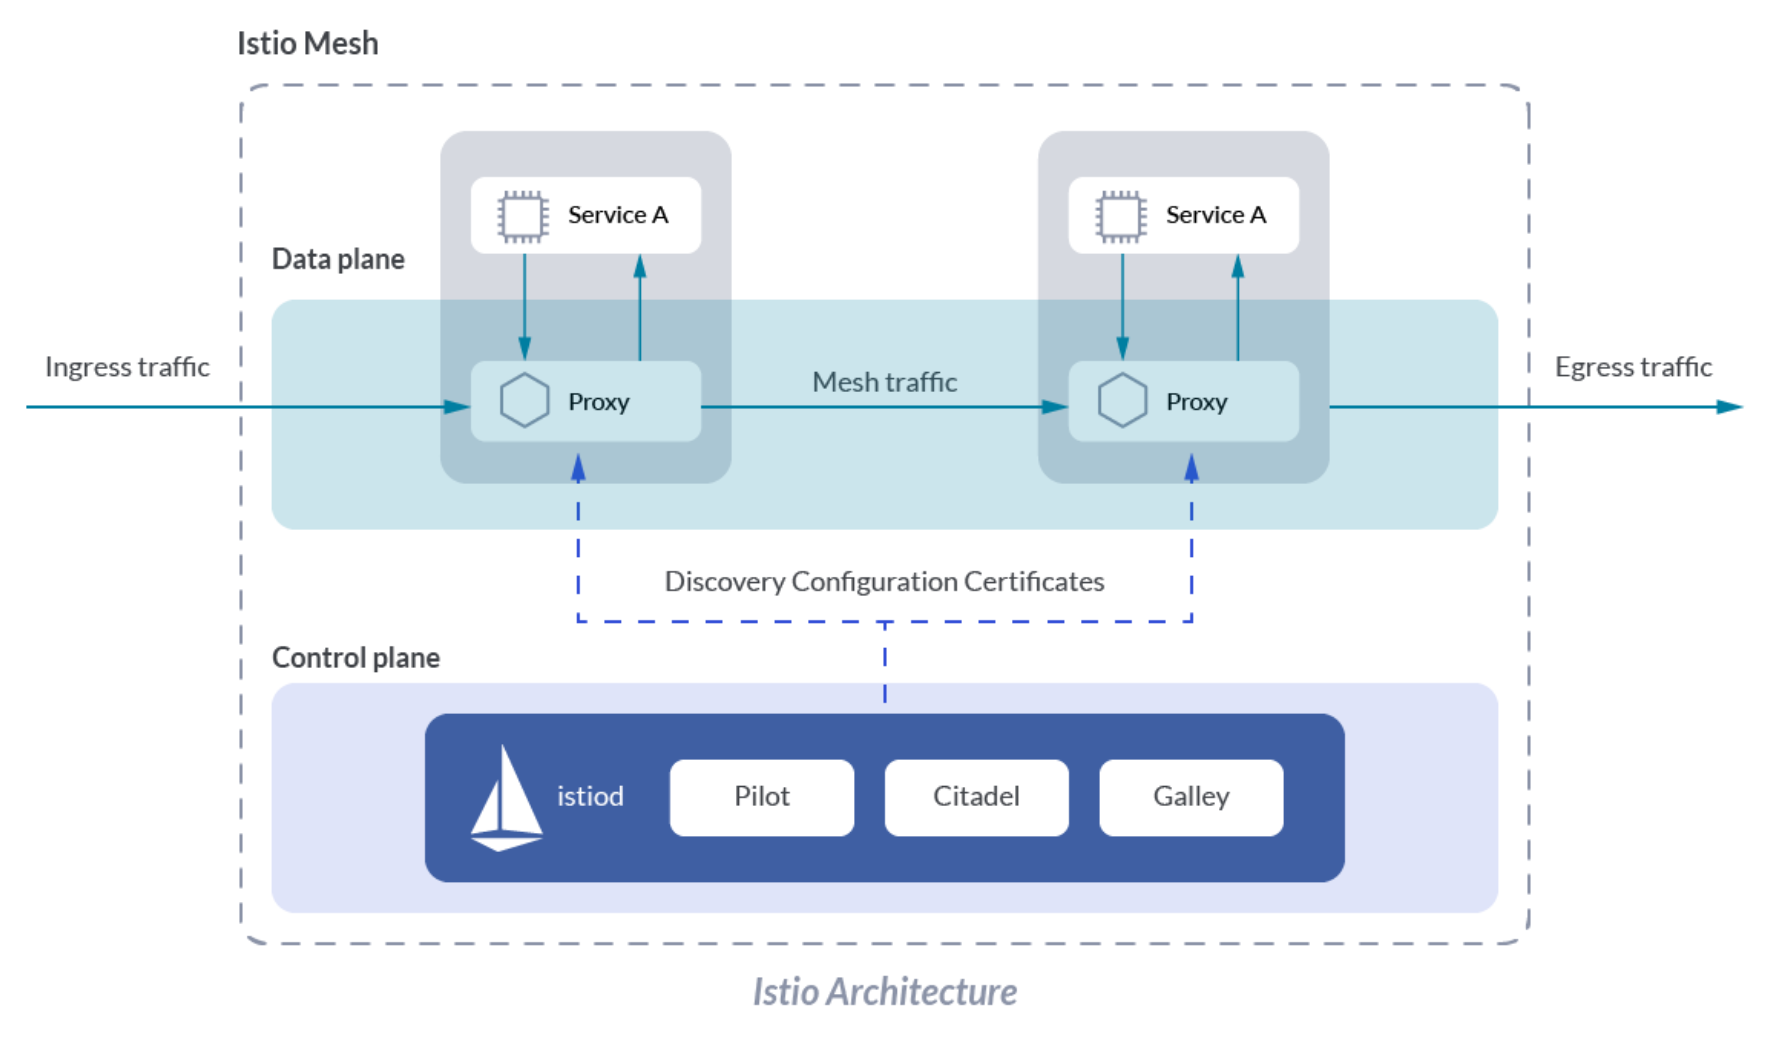 Istio Mesh
Service A
Service A
Data plane
Ingress traffic
Proxy
Mesh traffic
Proxy
Egress traffic
Discovery Configuration Certificates
Control plane
istiod
Pilot
Citadel
Galley
Istio Architecture